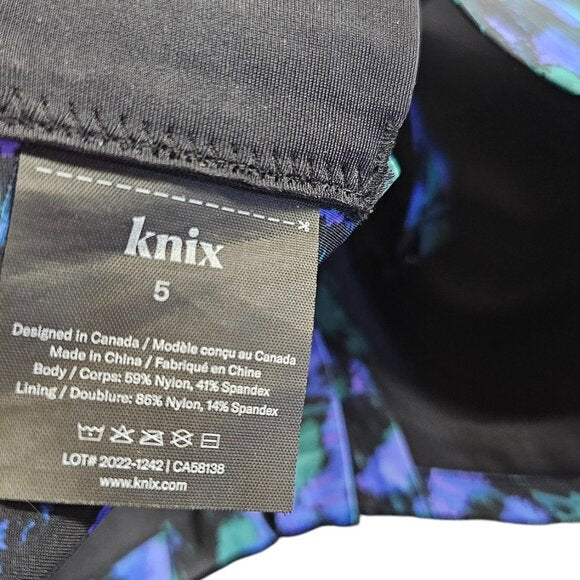 knix
5
Designed in Canada / Modèle conçu au Canada
Made in China / Fabriqué en Chine
Body / Corps: 59% Nylon, 41% Spandex
Lining / Doublure: 86% Nylon, 14% Spandex
LOT# 2022-1242 | CA58138
www.knix.com